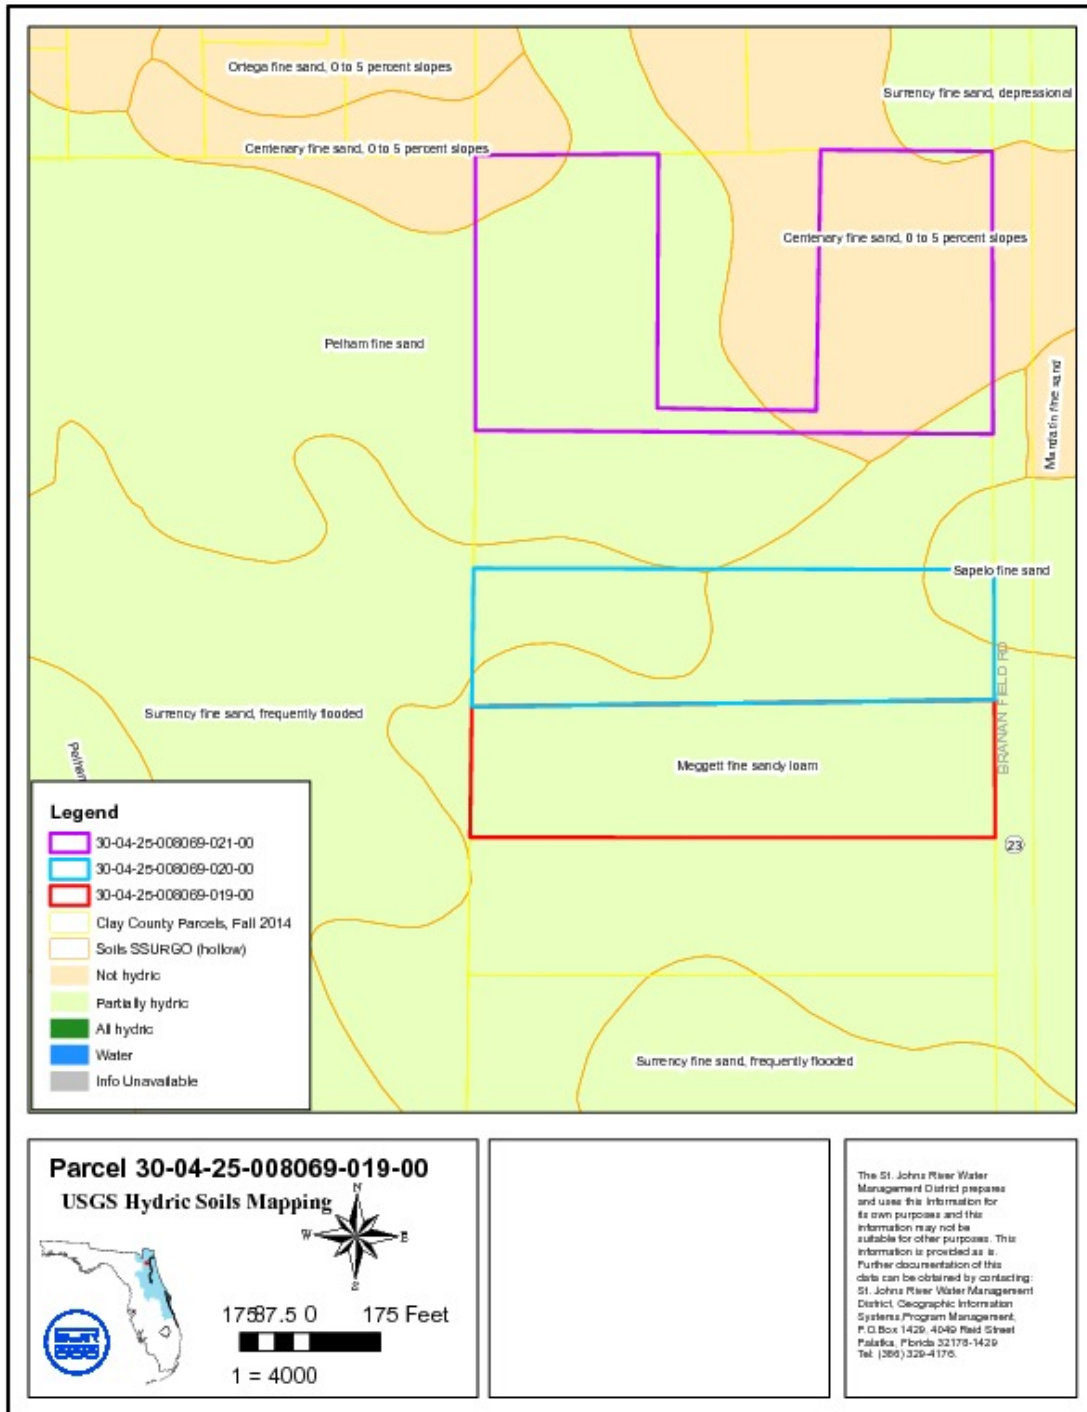 Ortega fine sand, 0 to 5 percent slopes
Surrency fine sand, depressional
Centenary fine sand, 0 to 5 percent slopes
Centenary fine sand, 0 to 5 percent slopes
Pelham fine sand
Mandarin fine sand
Sapelo fine sand
Surrency fine sand, frequently flooded
BRANAN FIELD RD
Pelham
Meggett fine sandy loam
23
Surrency fine sand, frequently flooded
Legend
30-04-25-008069-021-00
30-04-25-008069-020-00
30-04-25-008069-019-00
Clay County Parcels, Fall 2014
Soils SSURGO (hollow)
Not hydric
Partially hydric
All hydric
Water
Info Unavailable
Parcel 30-04-25-008069-019-00
USGS Hydric Soils Mapping
N
W
E
S
175 87.5 0 175 Feet
1 = 4000
The St. Johns River Water
Management District prepares
and uses this information for
its own purposes and this
information may not be
suitable for other purposes. This
information is provided as is.
Further documentation of this
data can be obtained by contacting:
St. Johns River Water Management
District, Geographic Information
Systems, Program Management,
P.O.Box 1429, 4049 Reid Street
Palatka, Florida 32178-1429
Tel: (386) 329-4176.